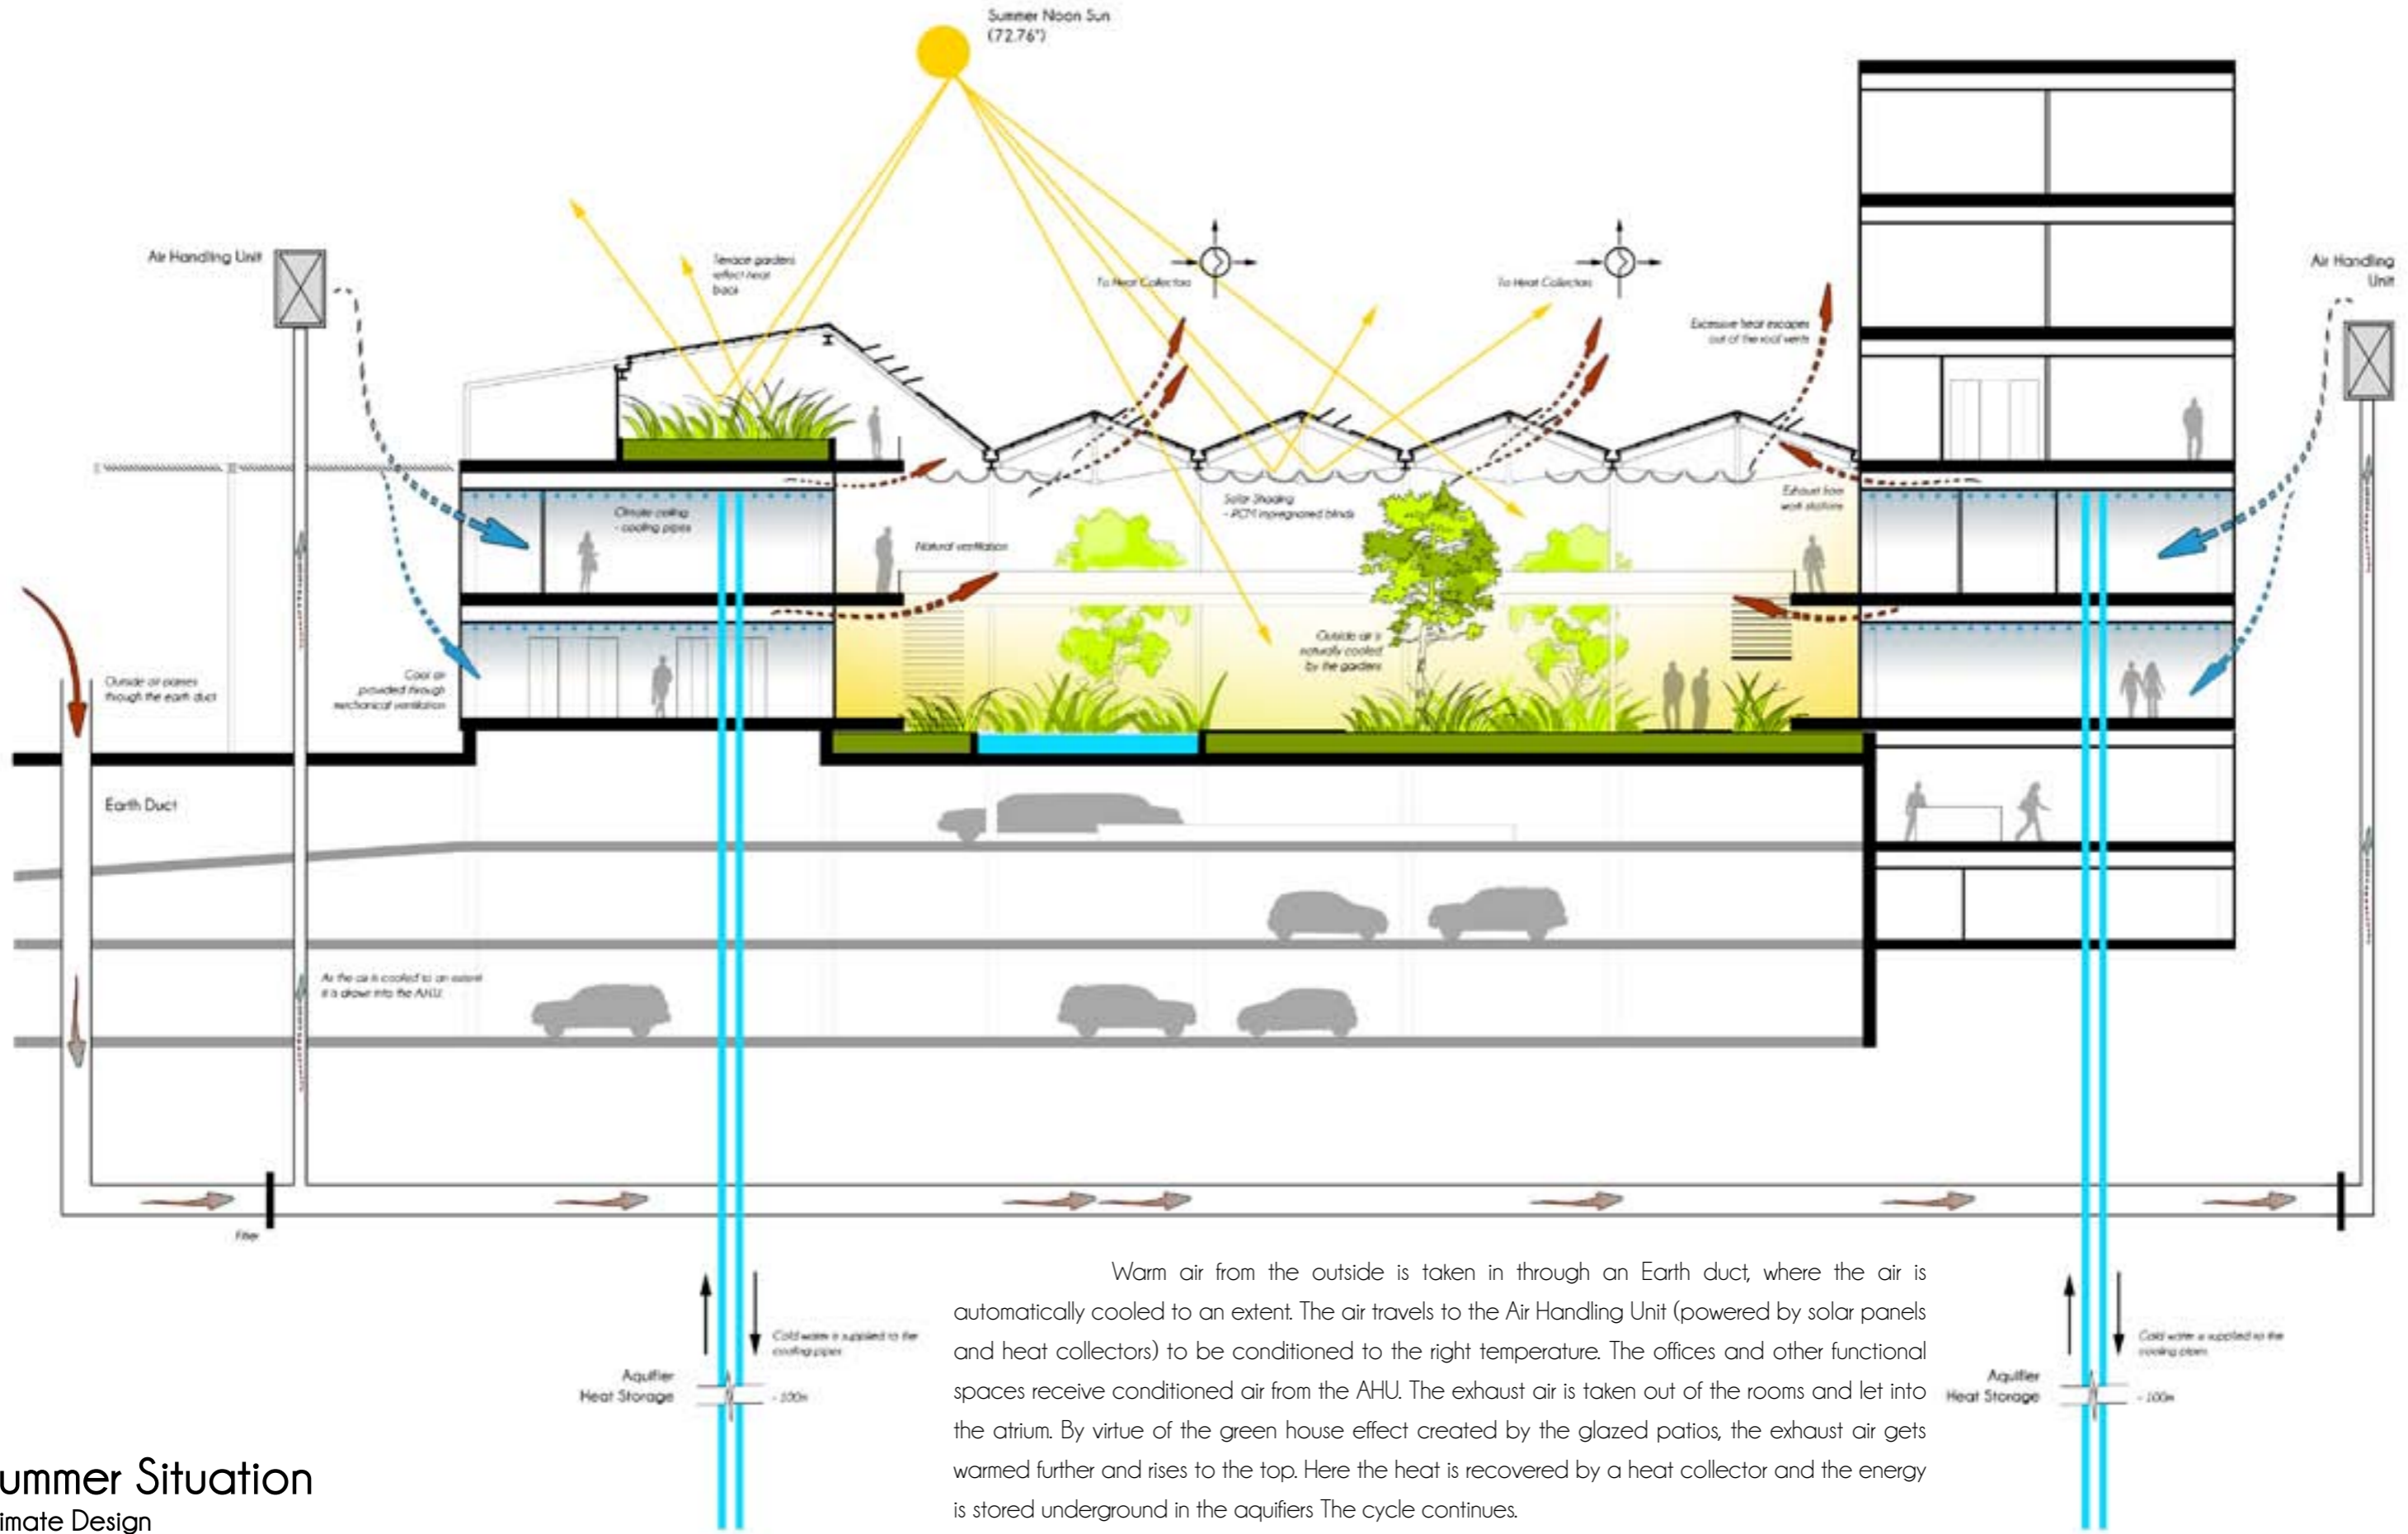 Summer Noon Sun
(72.76°)
Air Handling Unit
Terrace gardens
reflect heat
back
To Heat Collectors
To Heat Collectors
Excessive heat escapes
out of the roof vents
Air Handling
Unit
Climate ceiling
- cooling pipes
Natural ventilation
Solar Shading
- PCM impregnated blinds
Exhaust from
work stations
Outside air is
naturally cooled
by the gardens
Outside air passes
through the earth duct
Cool air
provided through
mechanical ventilation
Earth Duct
As the air is cooled to an extent
it is drawn into the AHU
Filter
Cold warm is supplied to the
cooling pipes
Aquifier
Heat Storage
- 100m
Cold water is supplied to the
cooling pipes
Aquifier
Heat Storage
- 100m
Warm air from the outside is taken in through an Earth duct, where the air is
automatically cooled to an extent. The air travels to the Air Handling Unit (powered by solar panels
and heat collectors) to be conditioned to the right temperature. The offices and other functional
spaces receive conditioned air from the AHU. The exhaust air is taken out of the rooms and let into
the atrium. By virtue of the green house effect created by the glazed patios, the exhaust air gets
warmed further and rises to the top. Here the heat is recovered by a heat collector and the energy
is stored underground in the aquifiers The cycle continues.
ummer Situation
imate Design